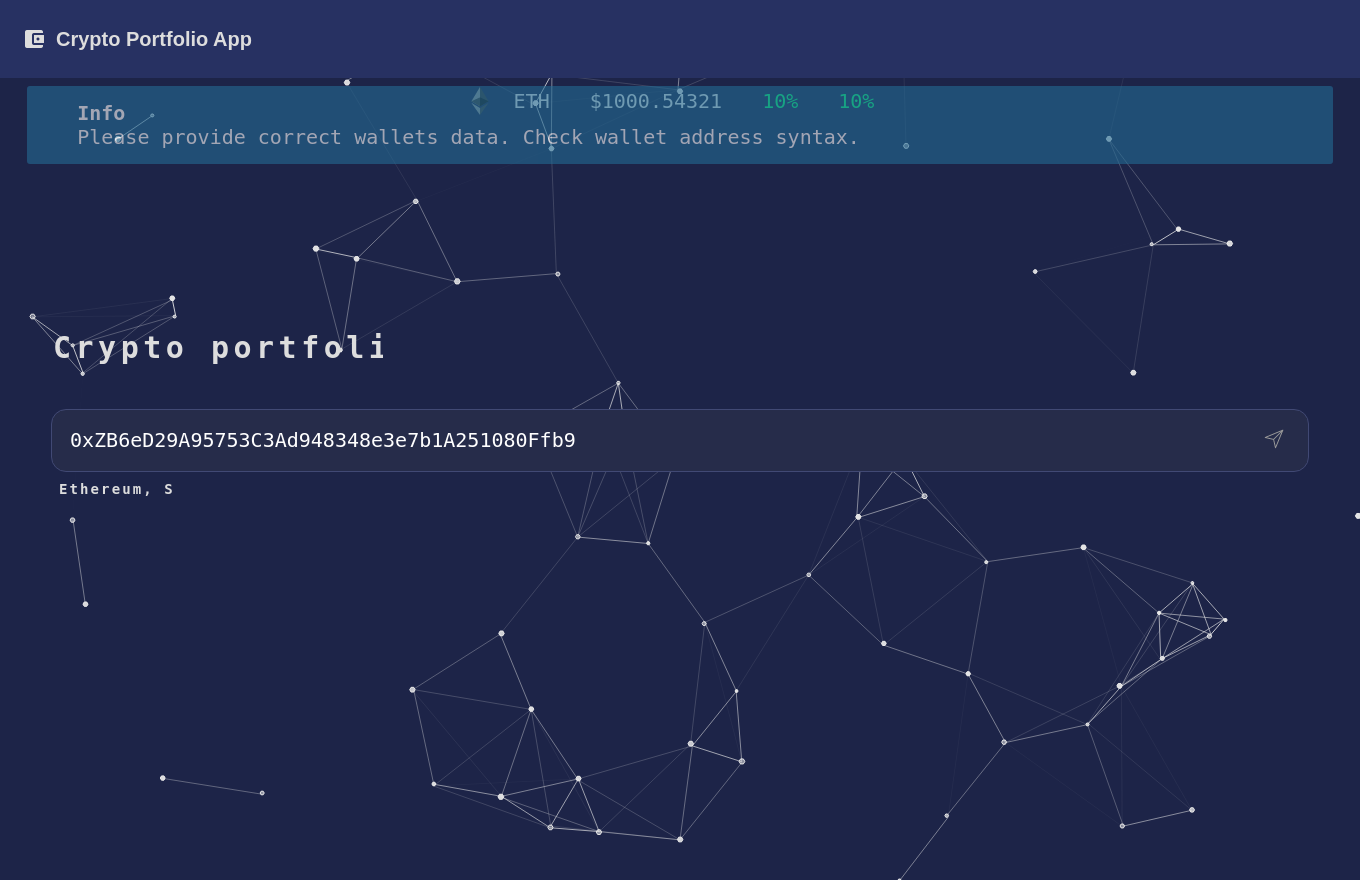 Crypto Portfolio App
ETH $1000.54321 10% 10%
Info
Please provide correct wallets data. Check wallet address syntax.
Crypto portfoli
0xZB6eD29A95753C3Ad948348e3e7b1A251080Ffb9
Ethereum, S